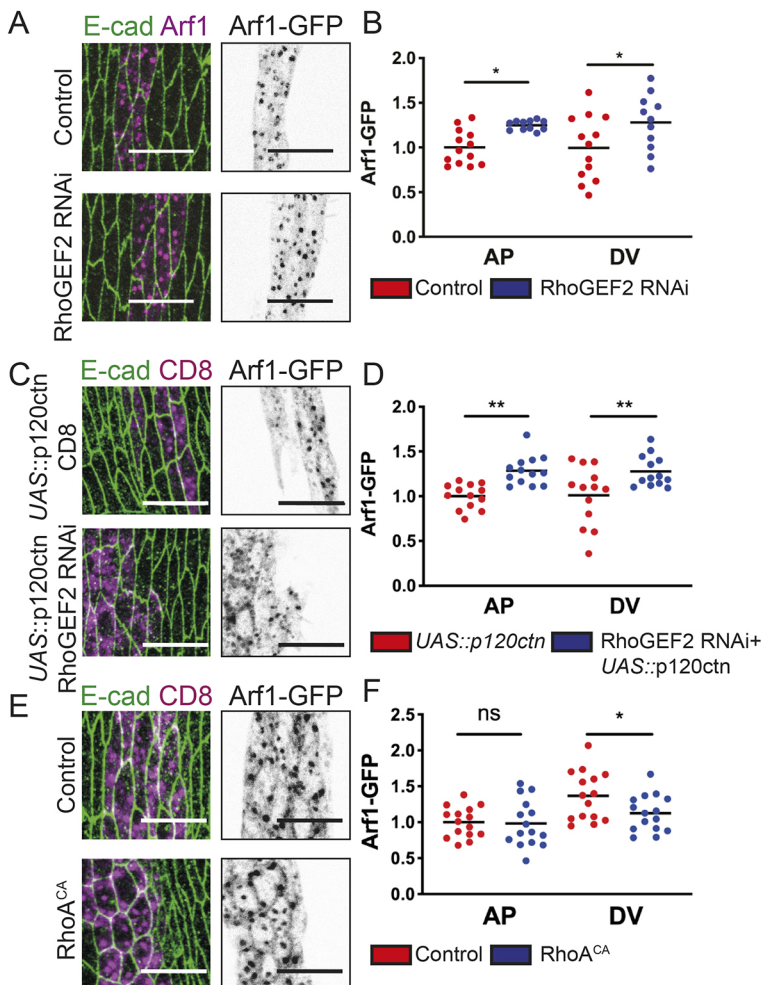 A
E-cad Arf1
Arf1-GFP
Control
RhoGEF2 RNAi
B
Arf1-GFP
2.0
1.5
1.0
0.5
0.0
*
*
AP
DV
Control
RhoGEF2 RNAi
C
E-cad CD8
Arf1-GFP
UAS::p120ctn
CD8
UAS::p120ctn
RhoGEF2 RNAi
D
Arf1-GFP
2.0
1.5
1.0
0.5
0.0
**
**
AP
DV
UAS::p120ctn
RhoGEF2 RNAi+
UAS::p120ctn
E
E-cad CD8
Arf1-GFP
Control
RhoA^CA
F
Arf1-GFP
2.5
2.0
1.5
1.0
0.5
0.0
ns
*
AP
DV
Control
RhoA^CA